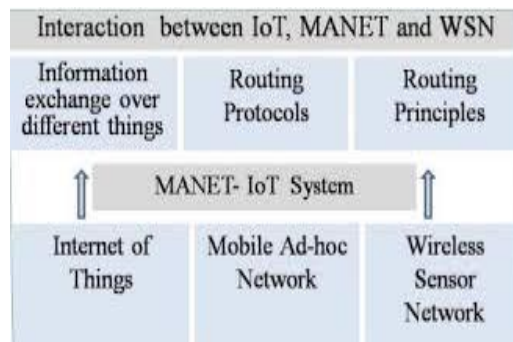 Interaction between IoT, MANET and WSN
Information
exchange over
different things
Routing
Protocols
Routing
Principles
MANET- IoT System
Internet of
Things
Mobile Ad-hoc
Network
Wireless
Sensor
Network